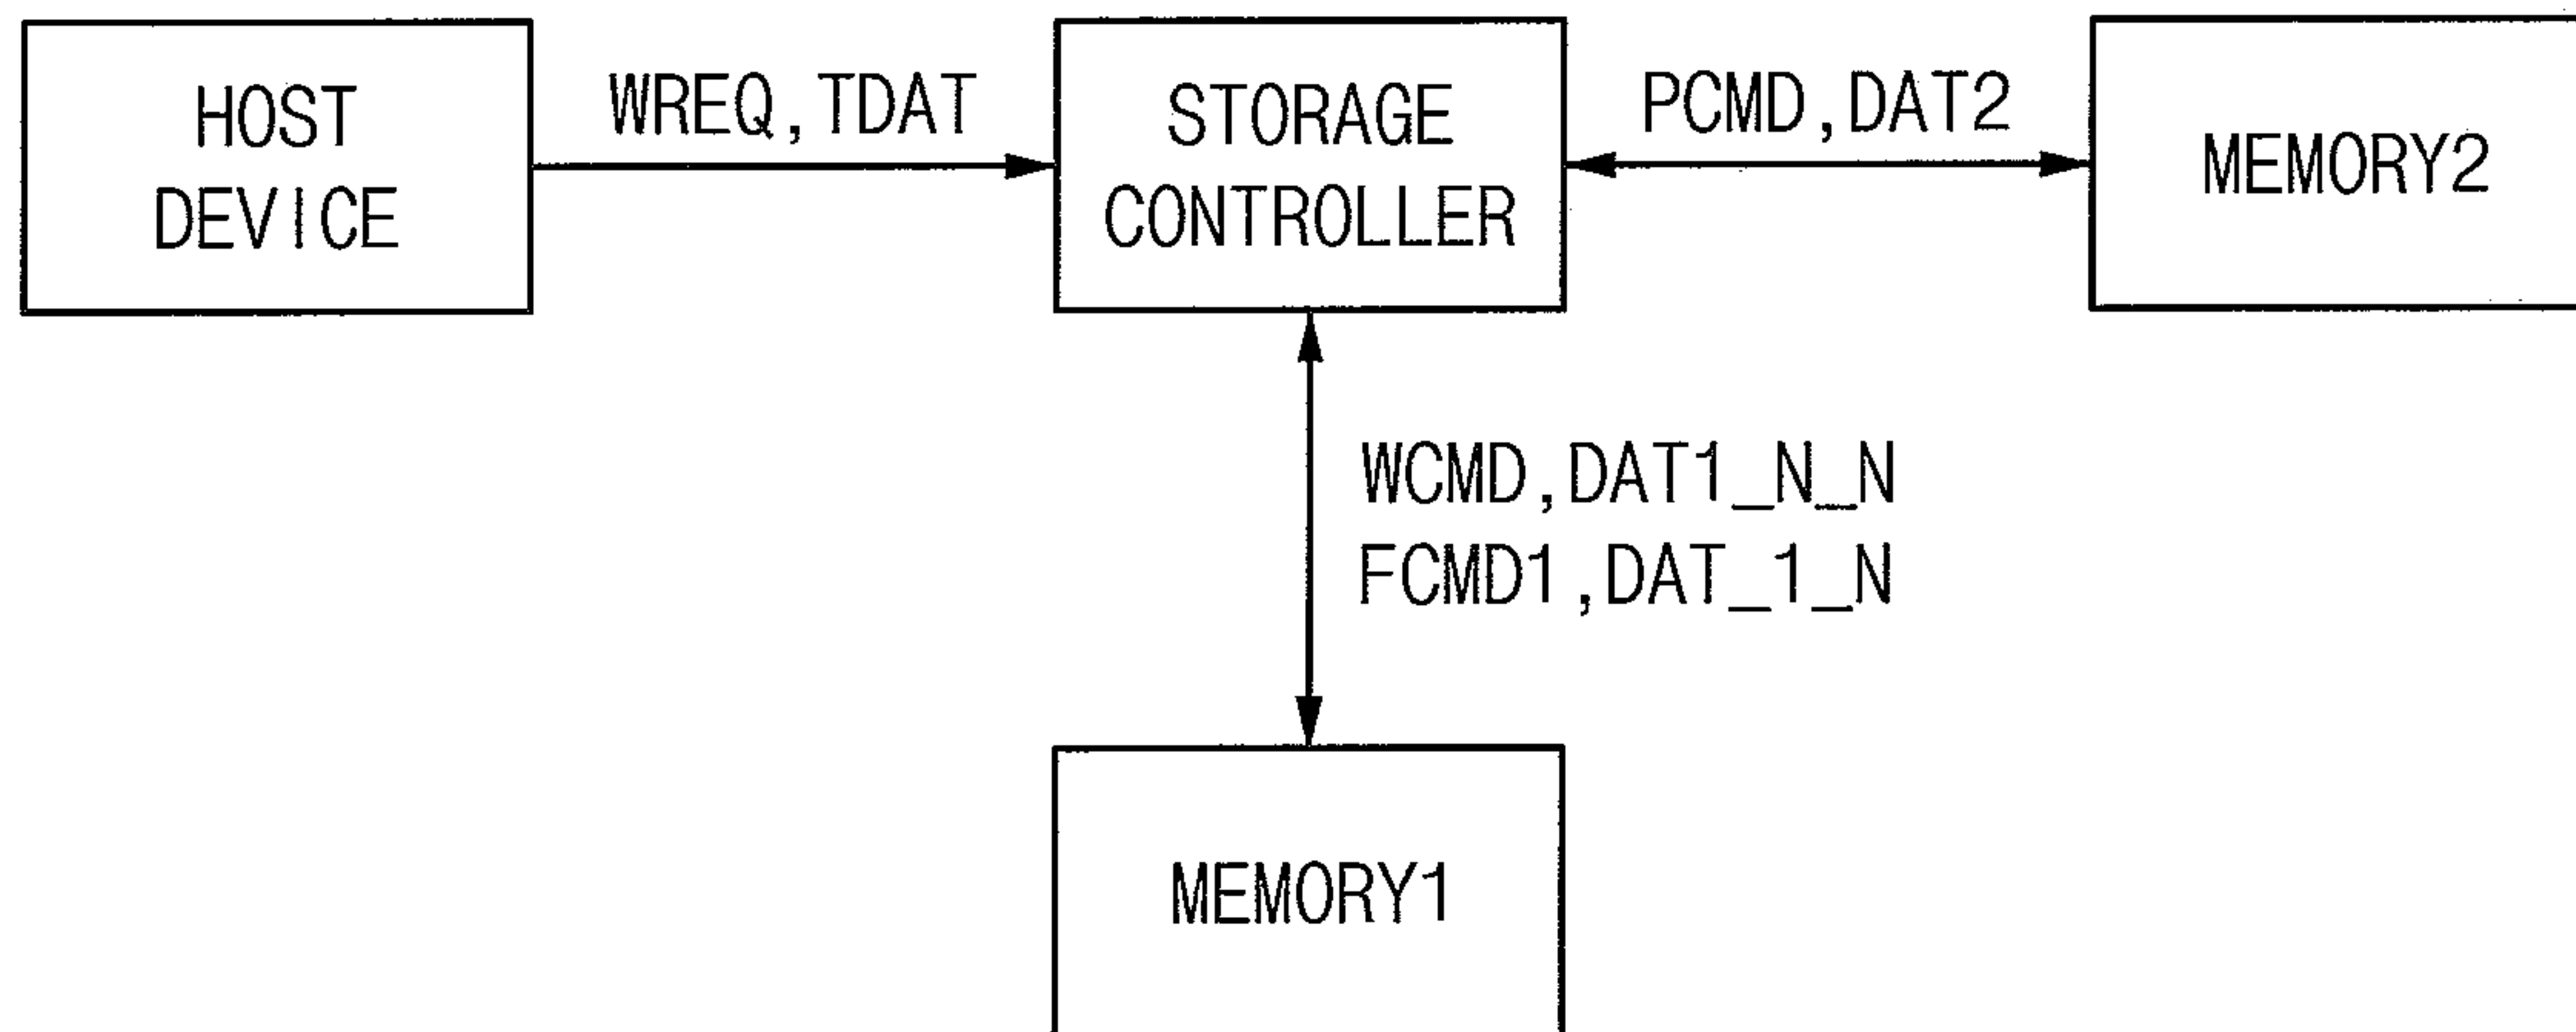 HOST
DEVICE
WREQ,TDAT
STORAGE
CONTROLLER
PCMD,DAT2
MEMORY2
WCMD,DAT1_N_N
FCMD1,DAT_1_N
MEMORY1